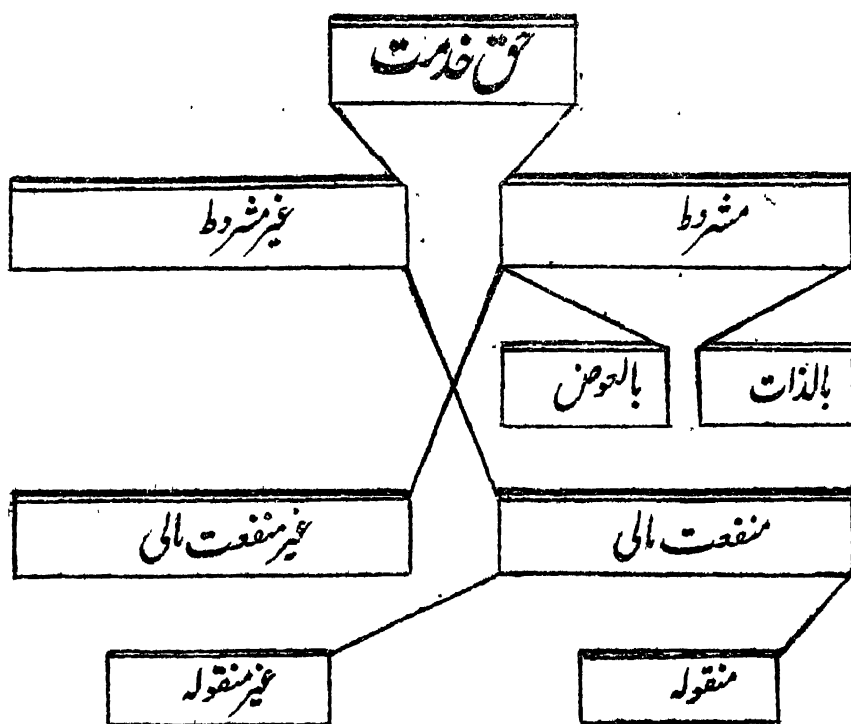 حق خدمت
مشروط
غیر مشروط
بالذات
بالعوض
منفعت مالی
غیر منفعت مالی
منقولہ
غیر منقولہ